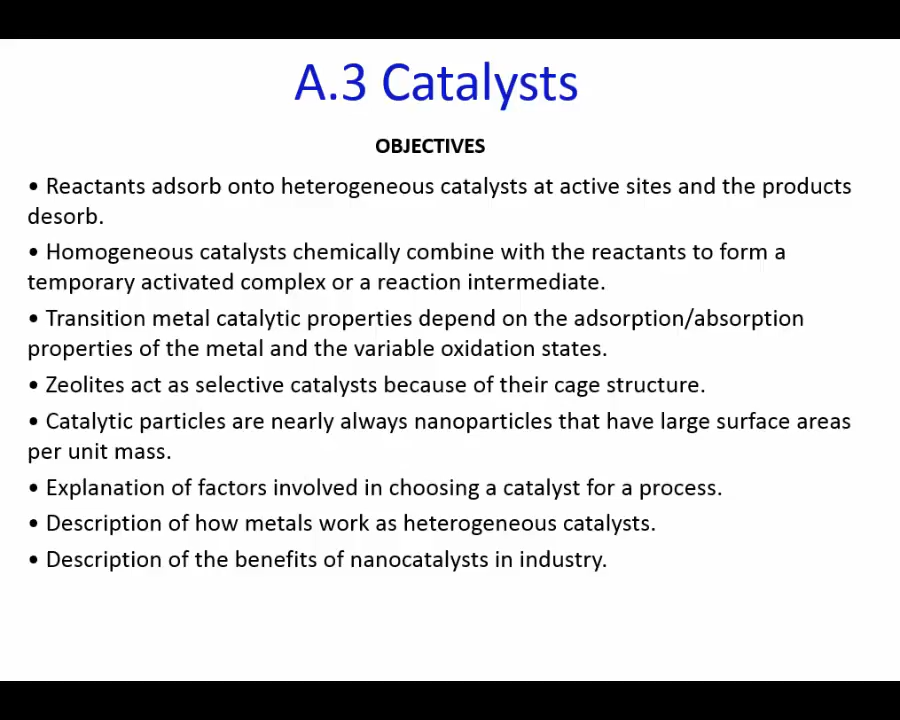 A.3 Catalysts
OBJECTIVES
• Reactants adsorb onto heterogeneous catalysts at active sites and the products
desorb.
• Homogeneous catalysts chemically combine with the reactants to form a
temporary activated complex or a reaction intermediate.
• Transition metal catalytic properties depend on the adsorption/absorption
properties of the metal and the variable oxidation states.
• Zeolites act as selective catalysts because of their cage structure.
• Catalytic particles are nearly always nanoparticles that have large surface areas
per unit mass.
• Explanation of factors involved in choosing a catalyst for a process.
• Description of how metals work as heterogeneous catalysts.
• Description of the benefits of nanocatalysts in industry.